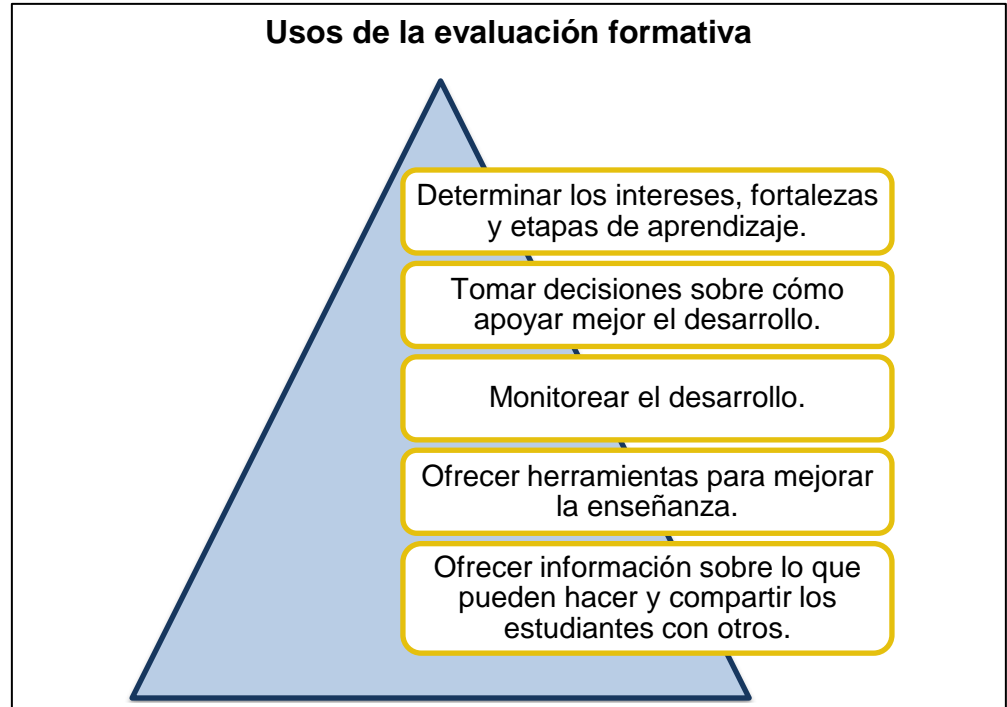 Usos de la evaluación formativa
Determinar los intereses, fortalezas
y etapas de aprendizaje.
Tomar decisiones sobre cómo
apoyar mejor el desarrollo.
Monitorear el desarrollo.
Ofrecer herramientas para mejorar
la enseñanza.
Ofrecer información sobre lo que
pueden hacer y compartir los
estudiantes con otros.